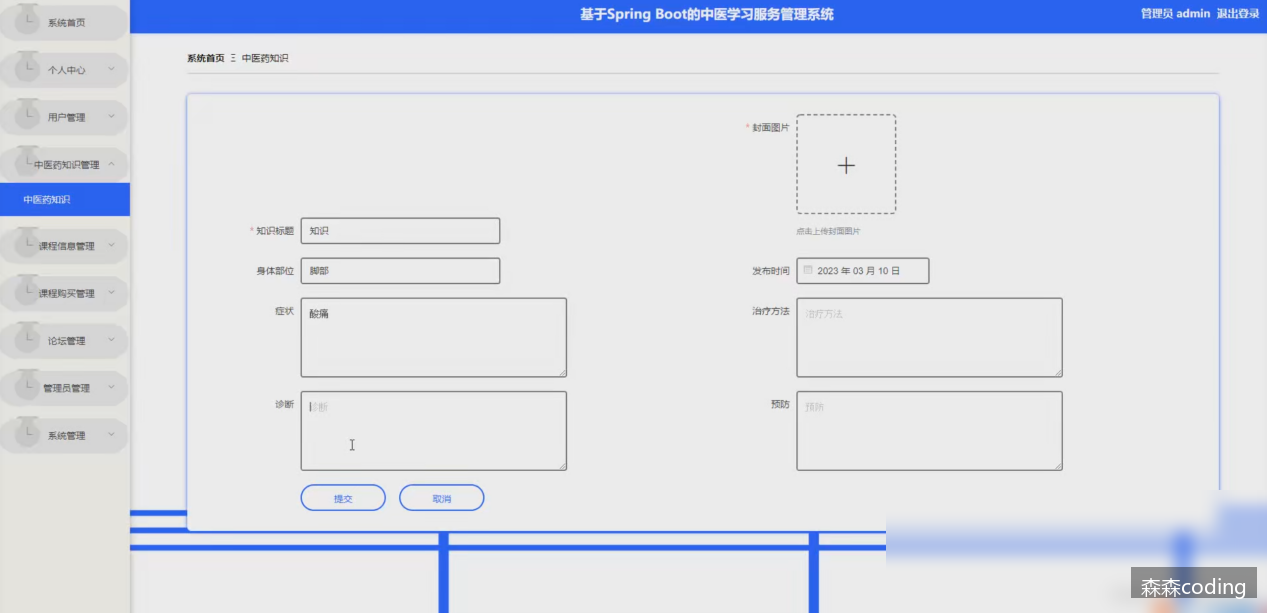 基于Spring Boot的中医学习服务管理系统
管理员 admin 退出登录
系统首页
个人中心
用户管理
中医药知识管理
中医药知识
课程信息管理
课程购买管理
论坛管理
管理员管理
系统管理
系统首页 Ξ 中医药知识
* 封面图片
点击上传封面图片
* 知识标题 知识
身体部位 脚部
发布时间 2023 年 03 月 10 日
症状 酸痛
治疗方法 治疗方法
诊断 诊断
预防 预防
提交 取消
森森coding